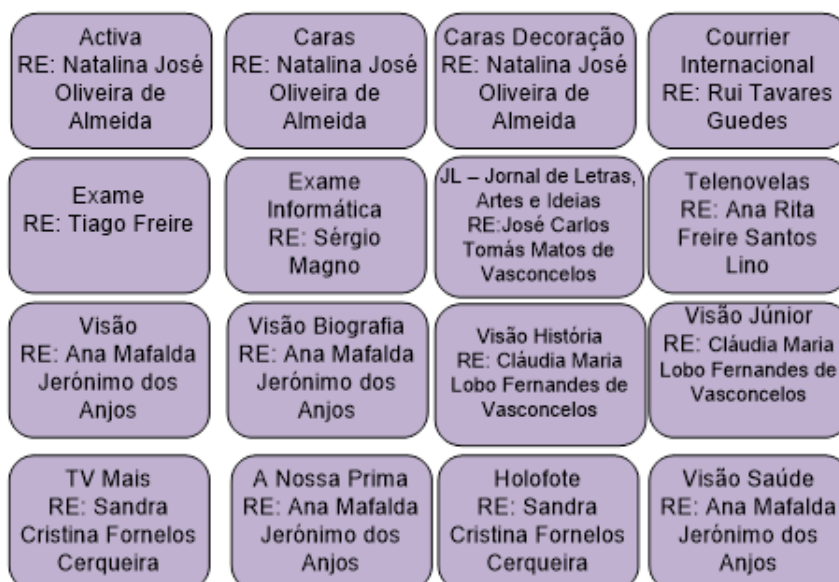 Activa
RE: Natalina José
Oliveira de
Almeida
Caras
RE: Natalina José
Oliveira de
Almeida
Caras Decoração
RE: Natalina José
Oliveira de
Almeida
Courrier
Internacional
RE: Rui Tavares
Guedes
Exame
RE: Tiago Freire
Exame
Informática
RE: Sérgio
Magno
JL – Jornal de Letras,
Artes e Ideias
RE:José Carlos
Tomás Matos de
Vasconcelos
Telenovelas
RE: Ana Rita
Freire Santos
Lino
Visão
RE: Ana Mafalda
Jerónimo dos
Anjos
Visão Biografia
RE: Ana Mafalda
Jerónimo dos
Anjos
Visão História
RE: Cláudia Maria
Lobo Fernandes de
Vasconcelos
Visão Júnior
RE: Cláudia Maria
Lobo Fernandes de
Vasconcelos
TV Mais
RE: Sandra
Cristina Fornelos
Cerqueira
A Nossa Prima
RE: Ana Mafalda
Jerónimo dos
Anjos
Holofote
RE: Sandra
Cristina Fornelos
Cerqueira
Visão Saúde
RE: Ana Mafalda
Jerónimo dos
Anjos